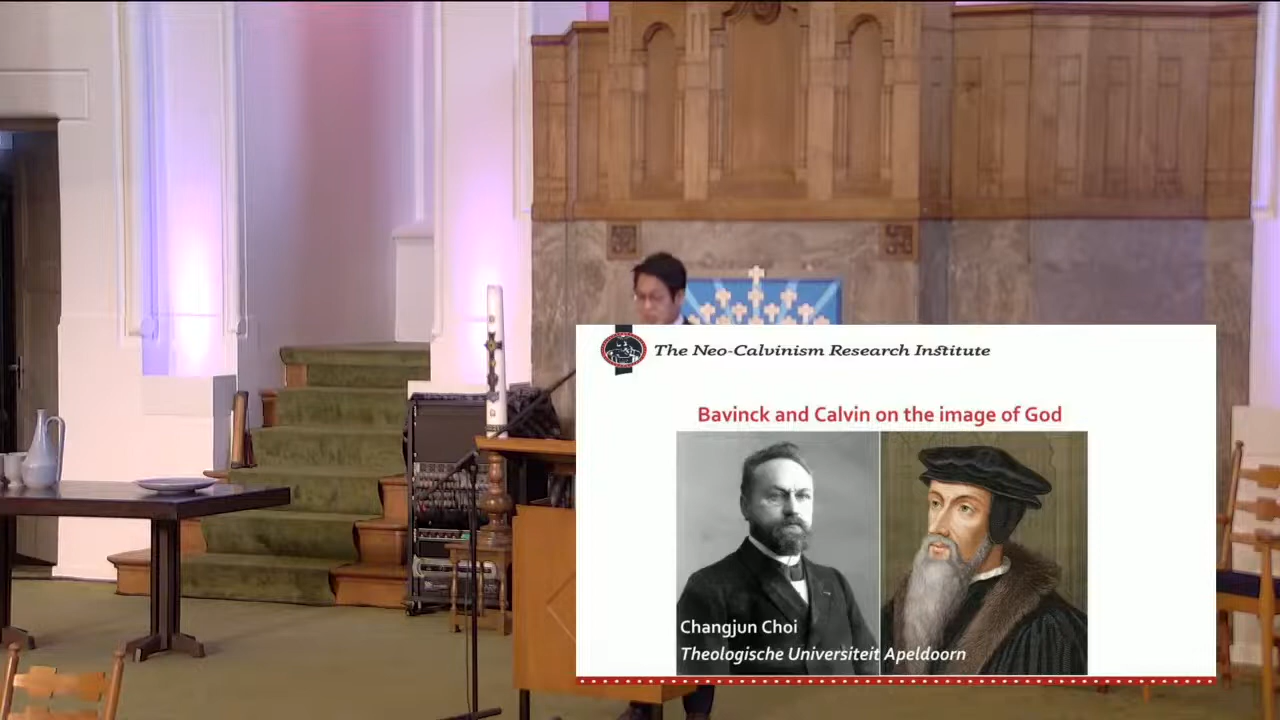 The Neo-Calvinism Research Institute
Bavinck and Calvin on the image of God
Changjun Choi
Theologische Universiteit Apeldoorn